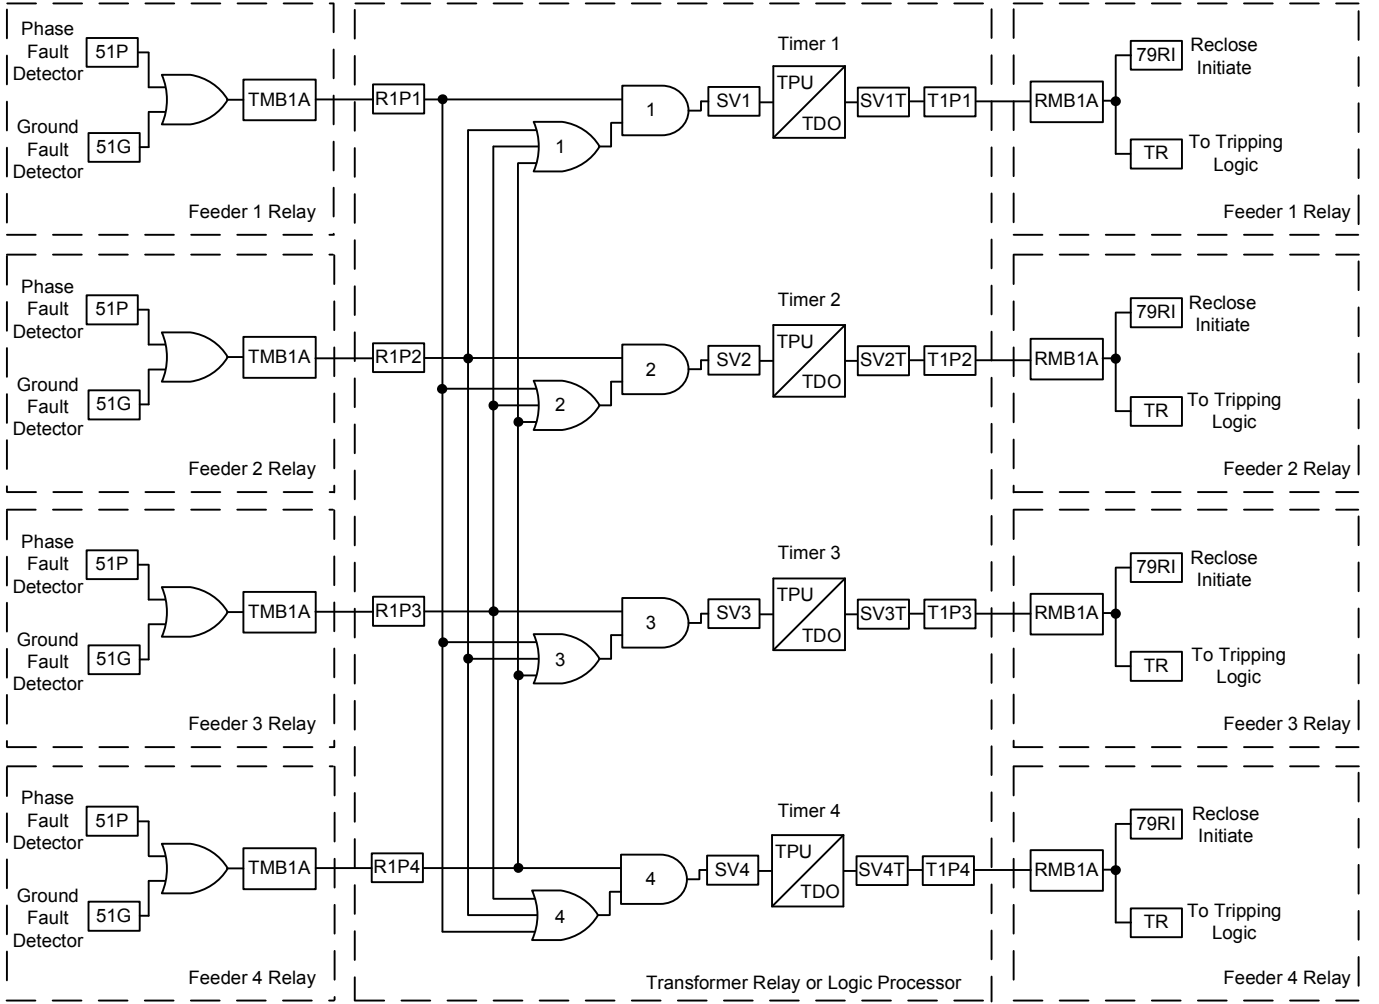 Phase
Fault
Detector
51P
Ground
Fault
Detector
51G
TMB1A
Feeder 1 Relay
R1P1
1
1
SV1
Timer 1
TPU
TDO
SV1T
T1P1
RMB1A
79RI
Reclose
Initiate
TR
To Tripping
Logic
Feeder 1 Relay
Phase
Fault
Detector
51P
Ground
Fault
Detector
51G
TMB1A
Feeder 2 Relay
R1P2
2
2
SV2
Timer 2
TPU
TDO
SV2T
T1P2
RMB1A
79RI
Reclose
Initiate
TR
To Tripping
Logic
Feeder 2 Relay
Phase
Fault
Detector
51P
Ground
Fault
Detector
51G
TMB1A
Feeder 3 Relay
R1P3
3
3
SV3
Timer 3
TPU
TDO
SV3T
T1P3
RMB1A
79RI
Reclose
Initiate
TR
To Tripping
Logic
Feeder 3 Relay
Phase
Fault
Detector
51P
Ground
Fault
Detector
51G
TMB1A
Feeder 4 Relay
R1P4
4
4
SV4
Timer 4
TPU
TDO
SV4T
T1P4
Transformer Relay or Logic Processor
RMB1A
79RI
Reclose
Initiate
TR
To Tripping
Logic
Feeder 4 Relay